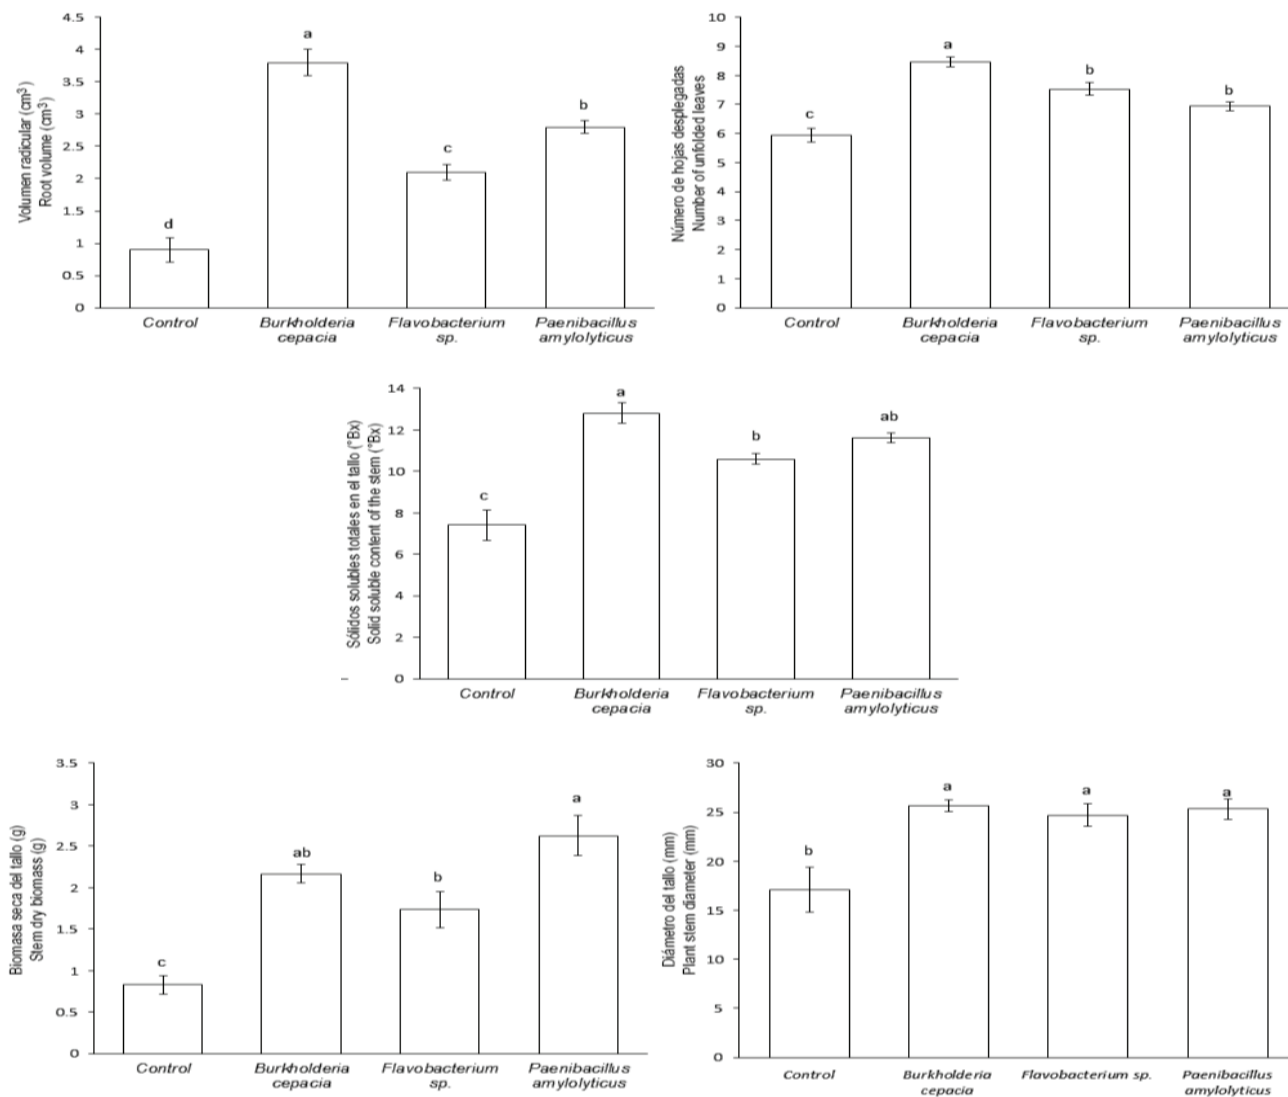 Volumen radicular (cm³)
Root volume (cm³)
4.5
4
3.5
3
2.5
2
1.5
1
0.5
0
d
a
c
b
Control
Burkholderia
cepacia
Flavobacterium
sp.
Paenibacillus
amylolyticus
Número de hojas desplegadas
Number of unfolded leaves
10
9
8
7
6
5
4
3
2
1
0
c
a
b
b
Control
Burkholderia
cepacia
Flavobacterium
sp.
Paenibacillus
amylolyticus
Sólidos solubles totales en el tallo (°Bx)
Solid soluble content of the stem (°Bx)
14
12
10
8
6
4
2
0
c
a
b
ab
Control
Burkholderia
cepacia
Flavobacterium
sp.
Paenibacillus
amylolyticus
Biomasa seca del tallo (g)
Stem dry biomass (g)
3.5
3
2.5
2
1.5
1
0.5
0
c
ab
b
a
Control
Burkholderia
cepacia
Flavobacterium
sp.
Paenibacillus
amylolyticus
Diámetro del tallo (mm)
Plant stem diameter (mm)
30
25
20
15
10
5
0
b
a
a
a
Control
Burkholderia
cepacia
Flavobacterium sp.
Paenibacillus
amylolyticus